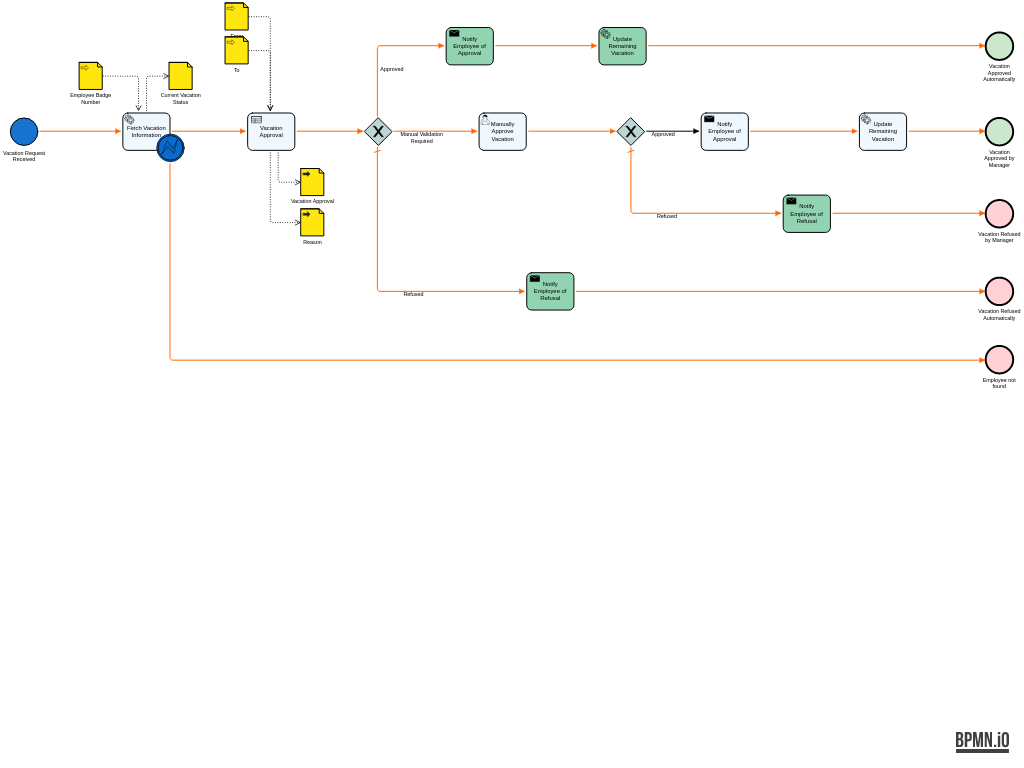 From
To
Notify
Employee of
Approval
Update
Remaining
Vacation
Vacation
Approved
Automatically
Approved
Employee Badge
Number
Current Vacation
Status
Vacation Request
Received
Fetch Vacation
Information
Vacation
Approval
Manual Validation
Required
Manually
Approve
Vacation
Approved
Notify
Employee of
Approval
Update
Remaining
Vacation
Vacation
Approved by
Manager
Vacation Approval
Reason
Refused
Notify
Employee of
Refusal
Vacation Refused
by Manager
Refused
Notify
Employee of
Refusal
Vacation Refused
Automatically
Employee not
found
BPMN.iO